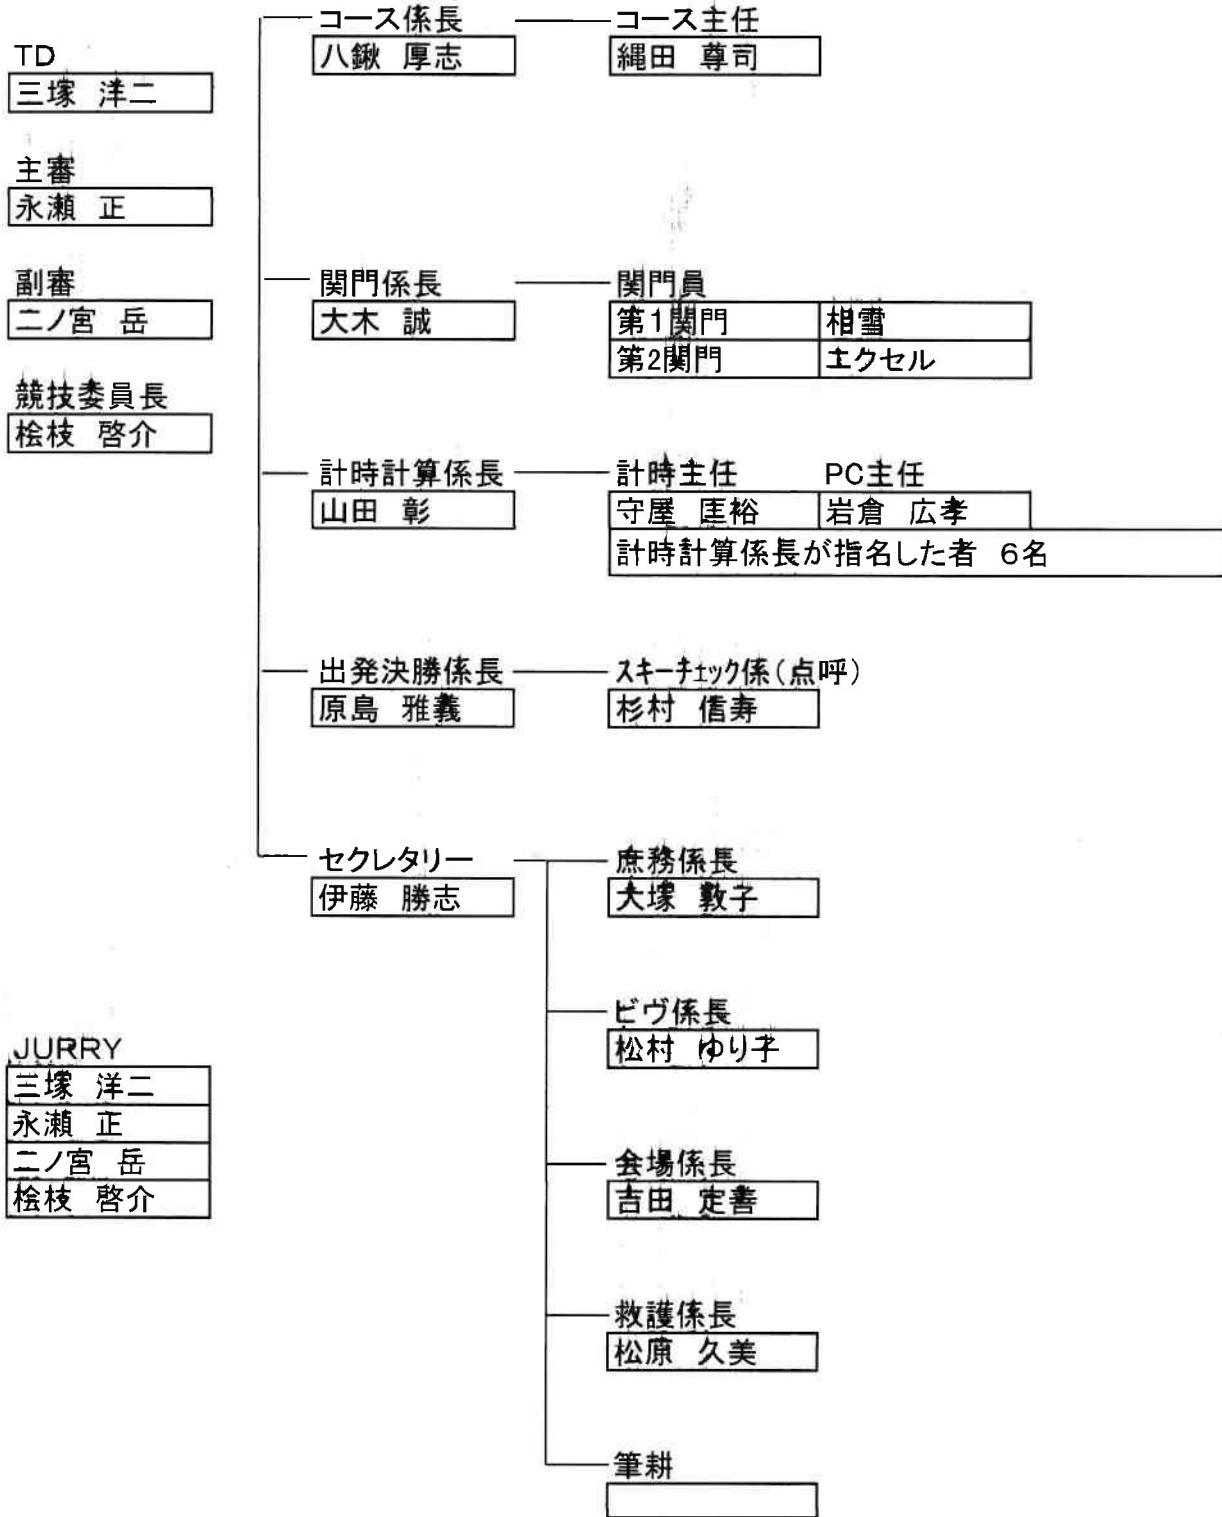 TD
三塚 洋二
主審
永瀬 正
副審
二ノ宮 岳
競技委員長
桧枝 啓介
JURRY
三塚 洋二
永瀬 正
二ノ宮 岳
桧枝 啓介
コース係長 コース主任
八鍬 厚志 縄田 尊司
関門係長 関門員
大木 誠 第1関門 相雪
第2関門 エクセル
計時計算係長 計時主任 PC主任
山田 彰 守屋 匡裕 岩倉 広孝
計時計算係長が指名した者 6名
出発決勝係長 スキーチェック係(点呼)
原島 雅義 杉村 信寿
セクレタリー 庶務係長
伊藤 勝志 大塚 敦子
ビヴ係長
松村 ゆり子
会場係長
吉田 定善
救護係長
松原 久美
筆耕